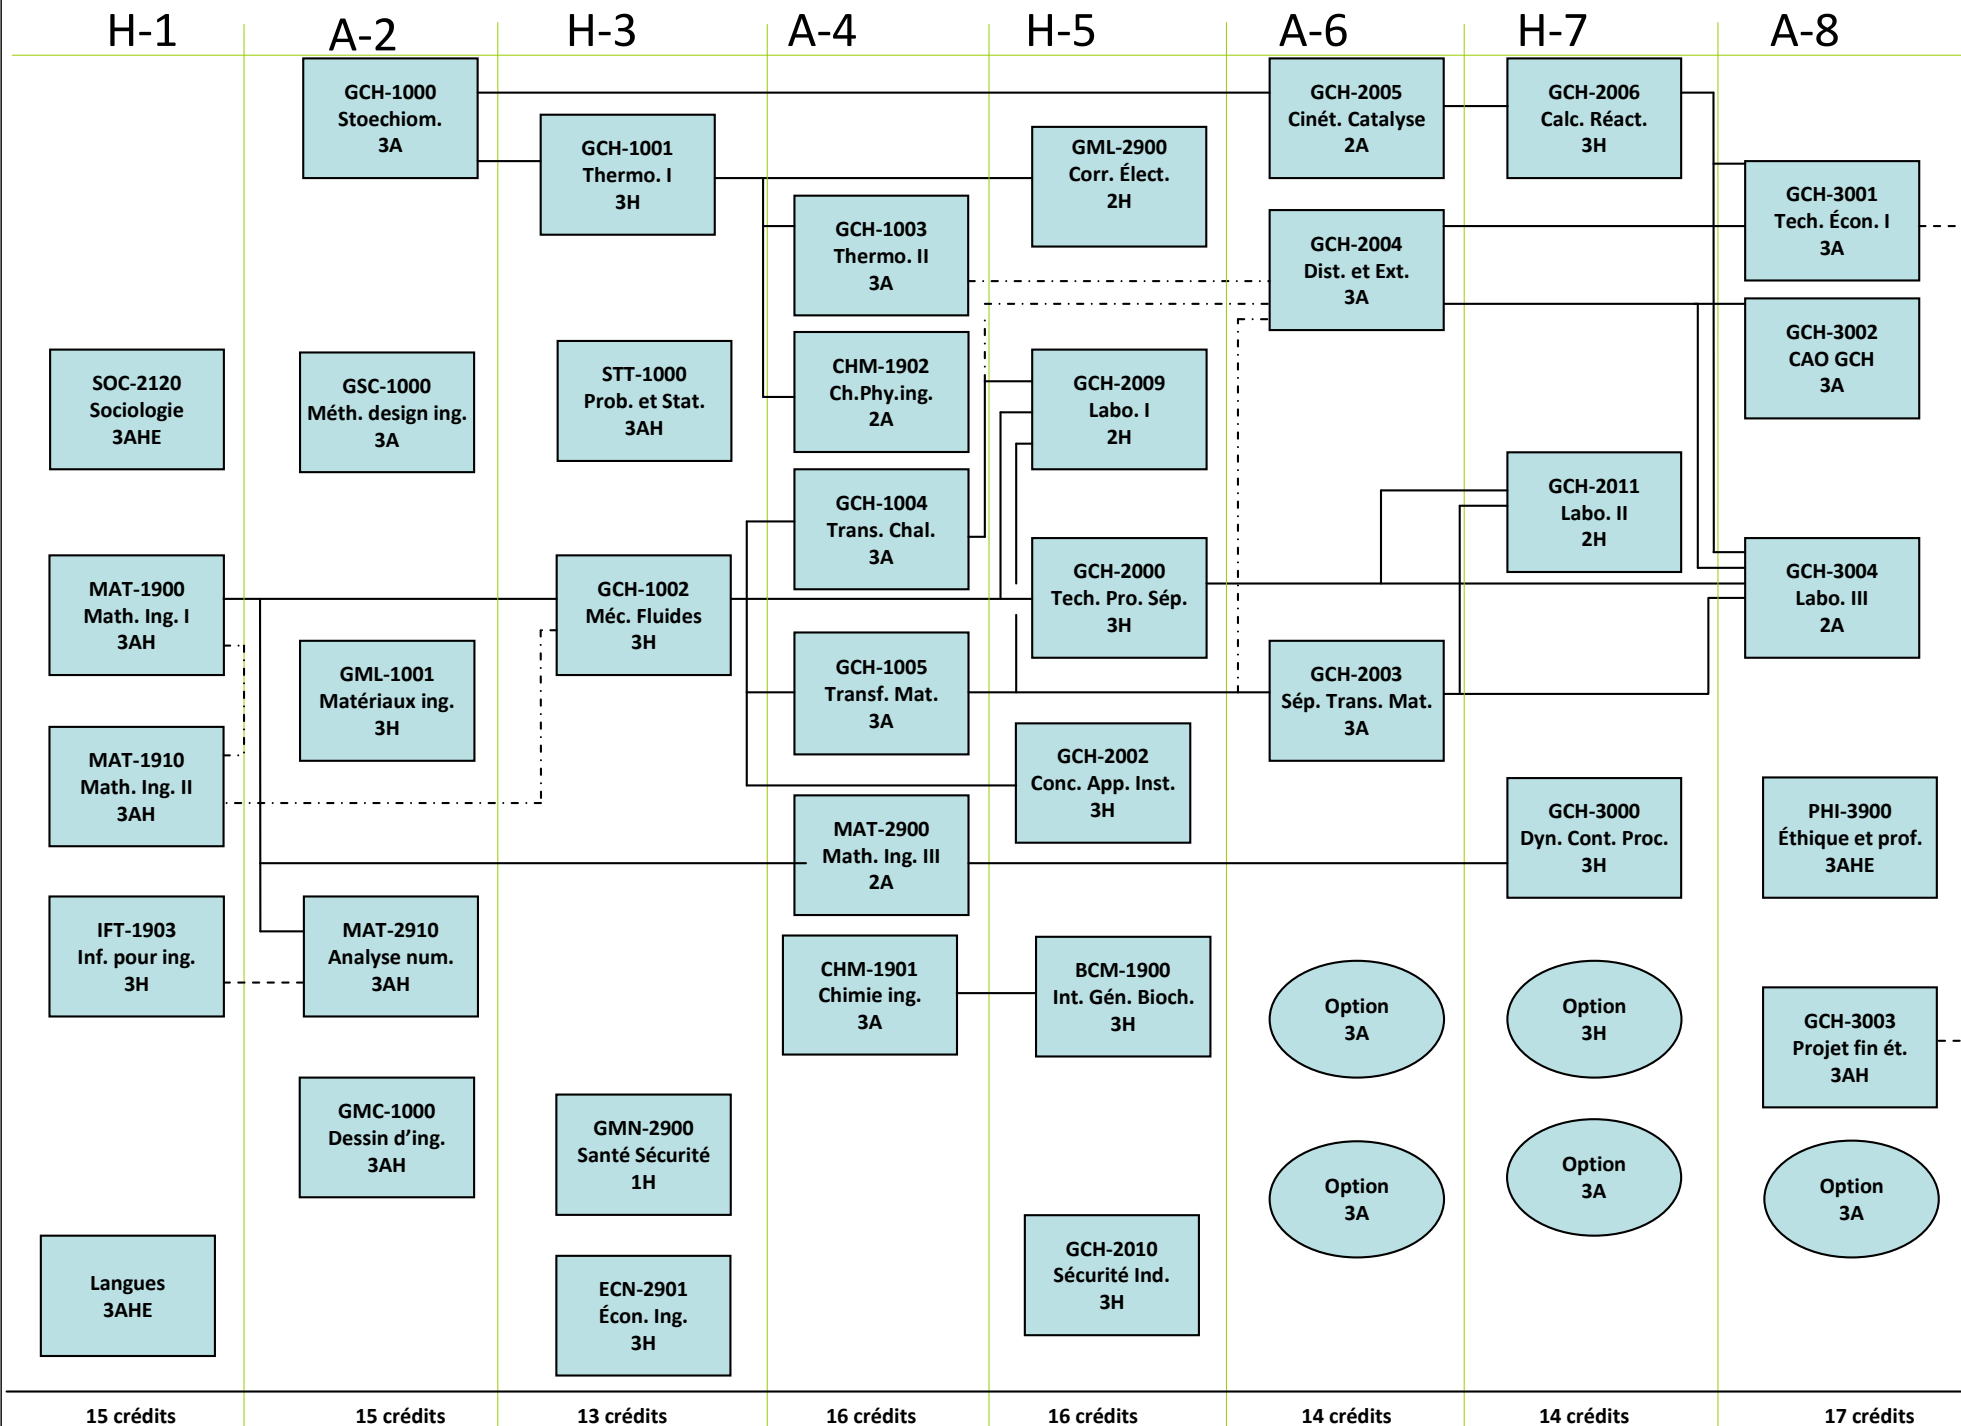 H-1
A-2
H-3
A-4
H-5
A-6
H-7
A-8
SOC-2120
Sociologie
3AHE
MAT-1900
Math. Ing. I
3AH
MAT-1910
Math. Ing. II
3AH
IFT-1903
Inf. pour ing.
3H
Langues
3AHE
15 crédits
GCH-1000
Stoechiom.
3A
GSC-1000
Méth. design ing.
3A
GML-1001
Matériaux ing.
3H
MAT-2910
Analyse num.
3AH
GMC-1000
Dessin d’ing.
3AH
15 crédits
GCH-1001
Thermo. I
3H
STT-1000
Prob. et Stat.
3AH
GCH-1002
Méc. Fluides
3H
GMN-2900
Santé Sécurité
1H
ECN-2901
Écon. Ing.
3H
13 crédits
GCH-1003
Thermo. II
3A
CHM-1902
Ch.Phy.ing.
2A
GCH-1004
Trans. Chal.
3A
GCH-1005
Transf. Mat.
3A
MAT-2900
Math. Ing. III
2A
CHM-1901
Chimie ing.
3A
16 crédits
GML-2900
Corr. Élect.
2H
GCH-2009
Labo. I
2H
GCH-2000
Tech. Pro. Sép.
3H
GCH-2002
Conc. App. Inst.
3H
BCM-1900
Int. Gén. Bioch.
3H
GCH-2010
Sécurité Ind.
3H
16 crédits
GCH-2005
Cinét. Catalyse
2A
GCH-2004
Dist. et Ext.
3A
GCH-2003
Sép. Trans. Mat.
3A
Option
3A
Option
3A
14 crédits
GCH-2006
Calc. Réact.
3H
GCH-2011
Labo. II
2H
GCH-3000
Dyn. Cont. Proc.
3H
Option
3H
Option
3A
14 crédits
GCH-3001
Tech. Écon. I
3A
GCH-3002
CAO GCH
3A
GCH-3004
Labo. III
2A
PHI-3900
Éthique et prof.
3AHE
GCH-3003
Projet fin ét.
3AH
Option
3A
17 crédits